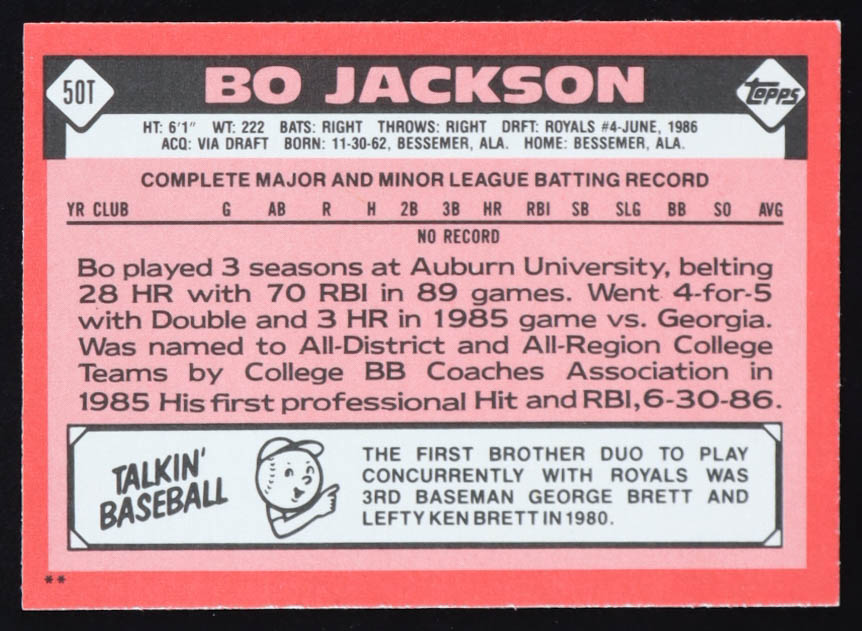 50T
BO JACKSON
TOPPS
HT: 6'1" WT: 222 BATS: RIGHT THROWS: RIGHT DRFT: ROYALS #4-JUNE, 1986
ACQ: VIA DRAFT BORN: 11-30-62, BESSEMER, ALA. HOME: BESSEMER, ALA.
COMPLETE MAJOR AND MINOR LEAGUE BATTING RECORD
YR CLUB G AB R H 2B 3B HR RBI SB SLG BB SO AVG
NO RECORD
Bo played 3 seasons at Auburn University, belting
28 HR with 70 RBI in 89 games. Went 4-for-5
with Double and 3 HR in 1985 game vs. Georgia.
Was named to All-District and All-Region College
Teams by College BB Coaches Association in
1985 His first professional Hit and RBI, 6-30-86.
TALKIN'
BASEBALL
THE FIRST BROTHER DUO TO PLAY
CONCURRENTLY WITH ROYALS WAS
3RD BASEMAN GEORGE BRETT AND
LEFTY KEN BRETT IN 1980.
**